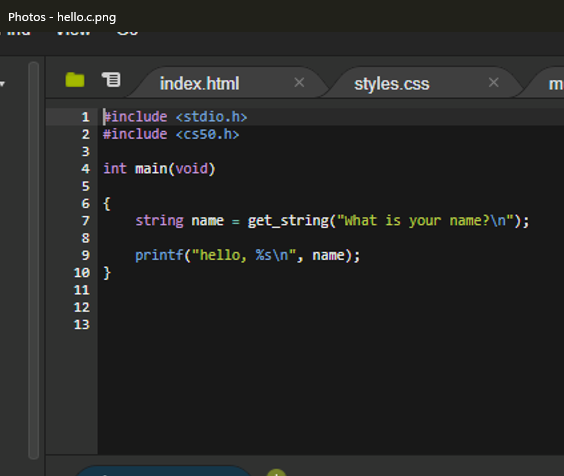 Photos - hello.c.png
Find View Go
index.html × styles.css ×
1 #include <stdio.h>
2 #include <cs50.h>
3
4 int main(void)
5
6 {
7 string name = get_string("What is your name?\n");
8
9 printf("hello, %s\n", name);
10 }
11
12
13